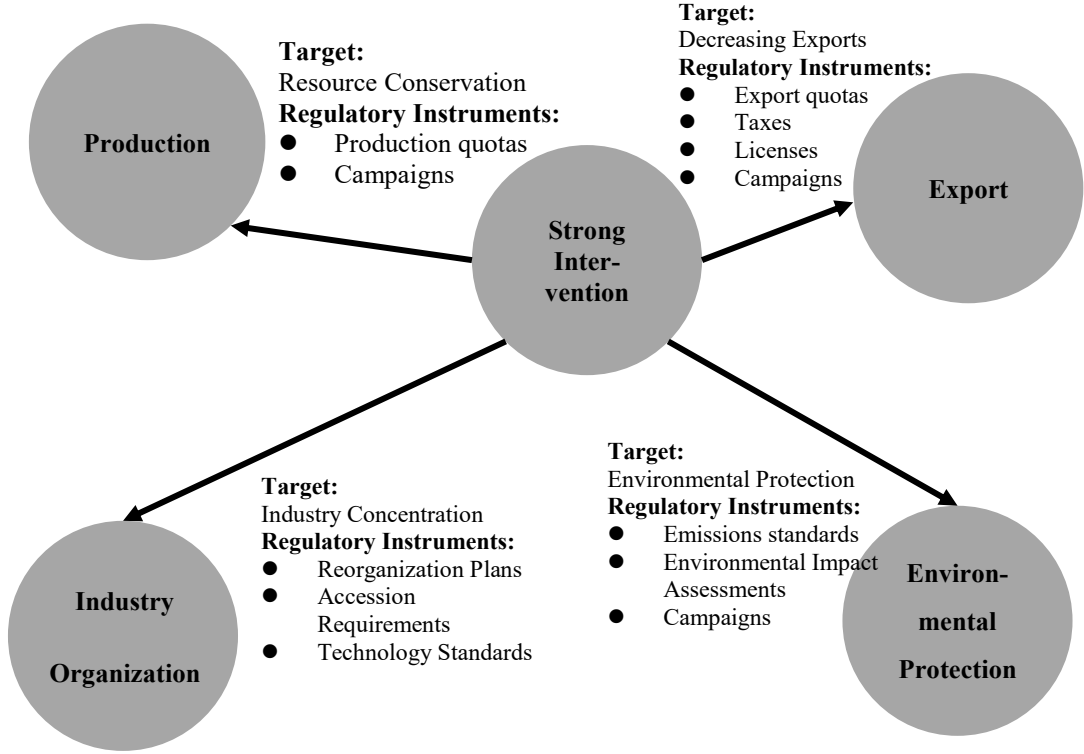 Production
Target:
Resource Conservation
Regulatory Instruments:
● Production quotas
● Campaigns
Target:
Decreasing Exports
Regulatory Instruments:
● Export quotas
● Taxes
● Licenses
● Campaigns
Export
Strong
Inter-
vention
Target:
Industry Concentration
Regulatory Instruments:
● Reorganization Plans
● Accession
Requirements
● Technology Standards
Industry
Organization
Target:
Environmental Protection
Regulatory Instruments:
● Emissions standards
● Environmental Impact
Assessments
● Campaigns
Environ-
mental
Protection